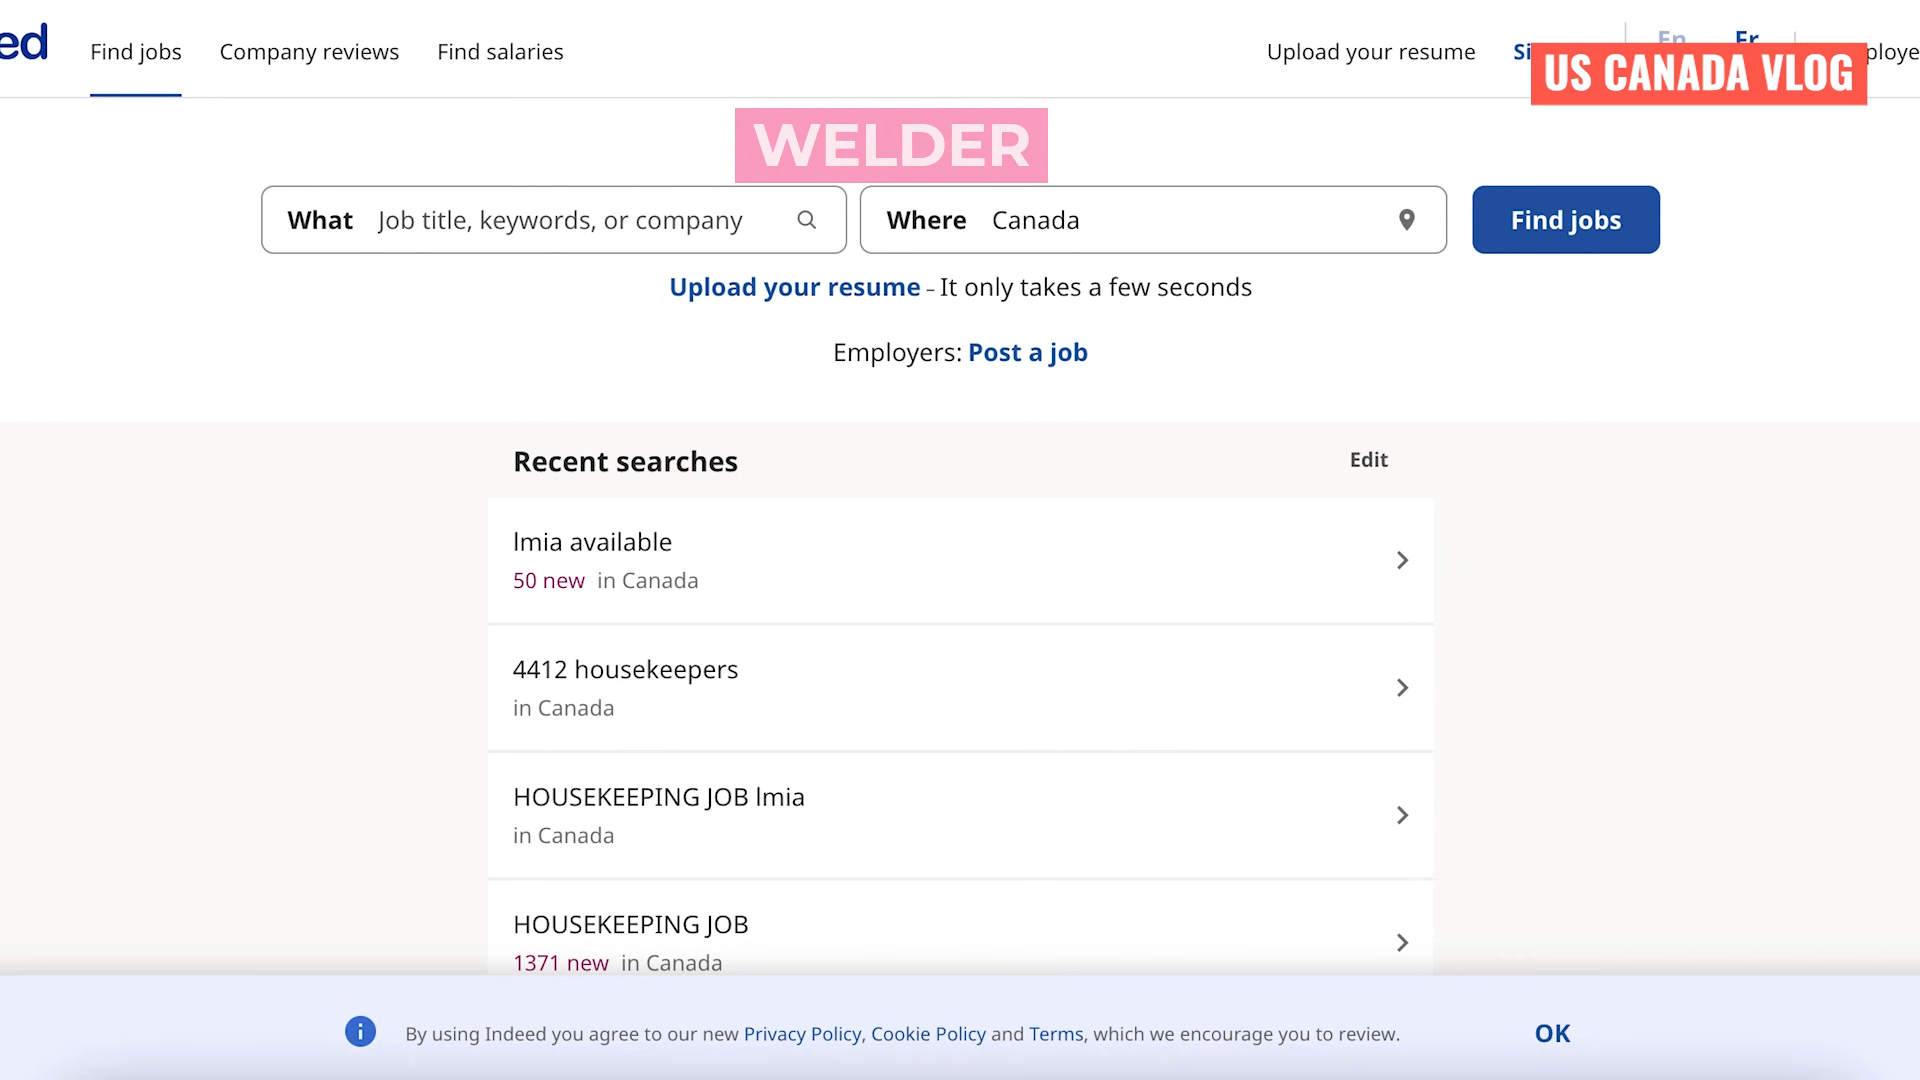 ed
Find jobs
Company reviews
Find salaries
Upload your resume
Si
En
Fr
ploye
US CANADA VLOG
WELDER
What Job title, keywords, or company
Where Canada
Find jobs
Upload your resume - It only takes a few seconds
Employers: Post a job
Recent searches
Edit
lmia available
50 new in Canada
4412 housekeepers
in Canada
HOUSEKEEPING JOB lmia
in Canada
HOUSEKEEPING JOB
1371 new in Canada
By using Indeed you agree to our new Privacy Policy, Cookie Policy and Terms, which we encourage you to review.
OK